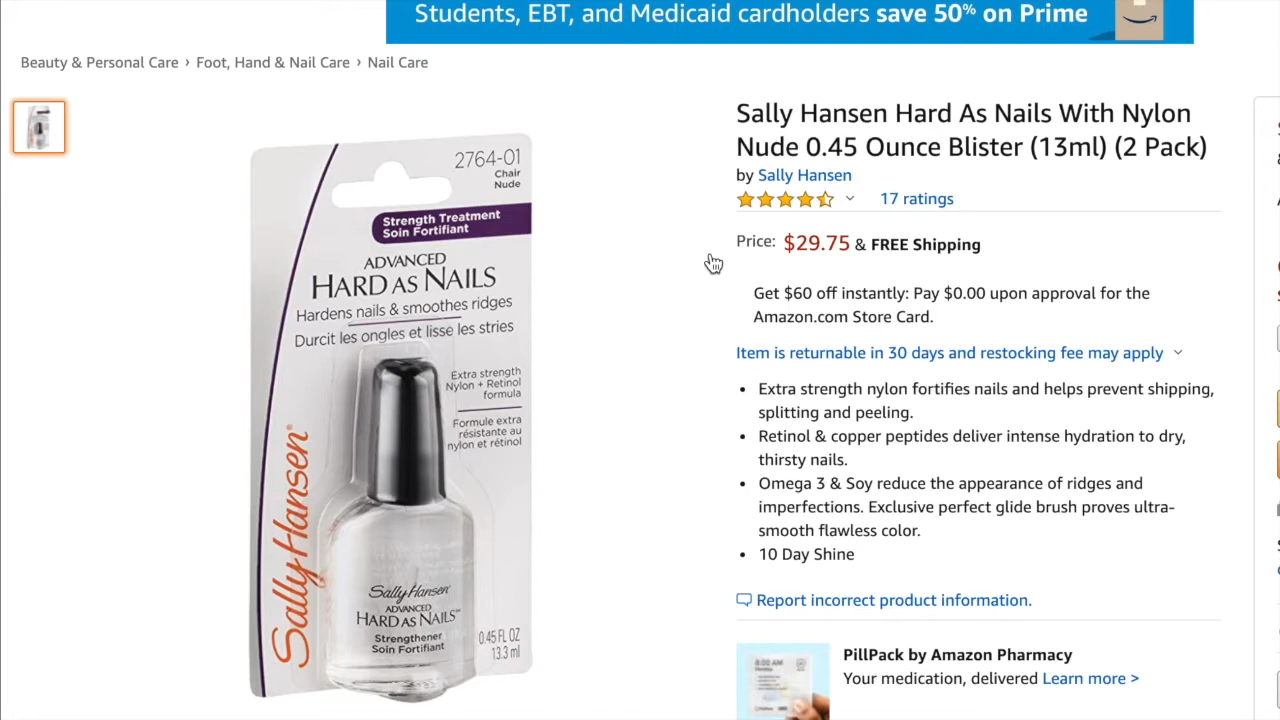 Students, EBT, and Medicaid cardholders save 50% on Prime
Beauty & Personal Care › Foot, Hand & Nail Care › Nail Care
Sally Hansen Hard As Nails With Nylon
Nude 0.45 Ounce Blister (13ml) (2 Pack)
by Sally Hansen
17 ratings
Price: $29.75 & FREE Shipping
Get $60 off instantly: Pay $0.00 upon approval for the
Amazon.com Store Card.
Item is returnable in 30 days and restocking fee may apply
• Extra strength nylon fortifies nails and helps prevent shipping,
splitting and peeling.
• Retinol & copper peptides deliver intense hydration to dry,
thirsty nails.
• Omega 3 & Soy reduce the appearance of ridges and
imperfections. Exclusive perfect glide brush proves ultra-
smooth flawless color.
• 10 Day Shine
Report incorrect product information.
PillPack by Amazon Pharmacy
Your medication, delivered Learn more >
8:00 AM
2764-01
Chair
Nude
Strength Treatment
Soin Fortifiant
ADVANCED
HARD AS NAILS
Hardens nails & smoothes ridges
Durcit les ongles et lisse les stries
Extra strength
Nylon + Retinol
formula
Formule extra
résistante au
nylon et rétinol
Sally Hansen®
Sally Hansen®
ADVANCED
HARD AS NAILS™
Strengthener
Soin Fortifiant
0.45 FL OZ
13.3 ml